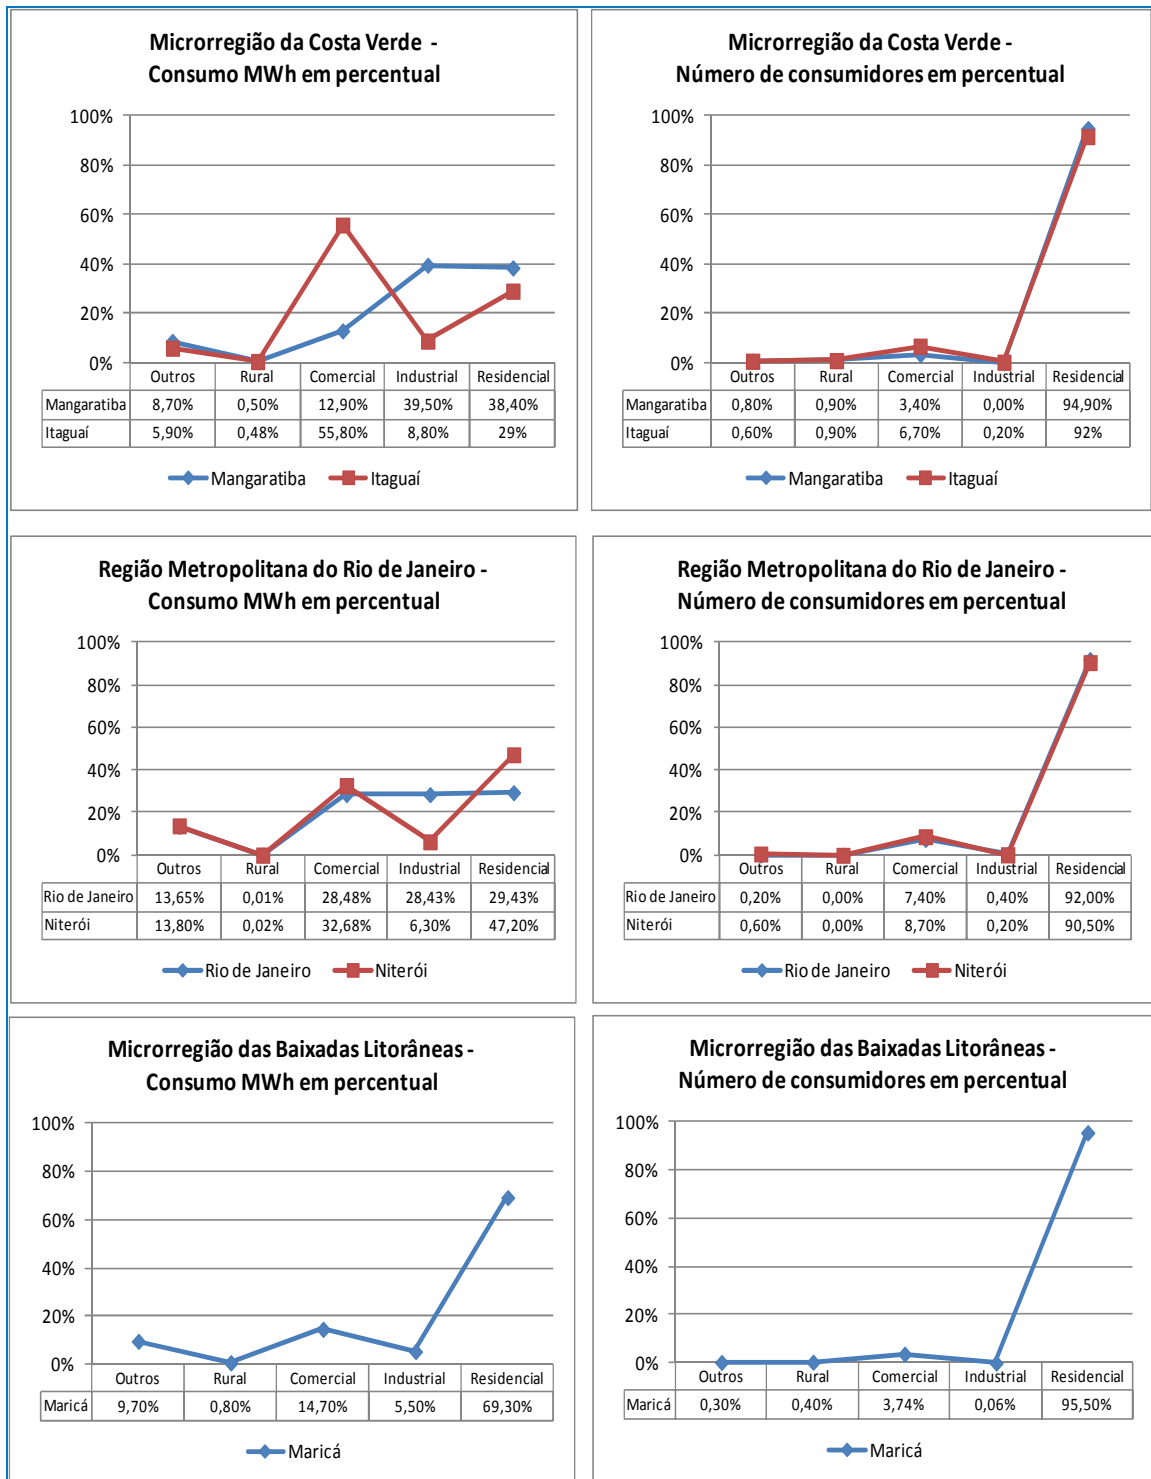 Microrregião da Costa Verde -
Consumo MWh em percentual
100%
80%
60%
40%
20%
0%
Outros Rural Comercial Industrial Residencial
Mangaratiba 8,70% 0,50% 12,90% 39,50% 38,40%
Itaguaí 5,90% 0,48% 55,80% 8,80% 29%
Mangaratiba Itaguaí
Microrregião da Costa Verde -
Número de consumidores em percentual
100%
80%
60%
40%
20%
0%
Outros Rural Comercial Industrial Residencial
Mangaratiba 0,80% 0,90% 3,40% 0,00% 94,90%
Itaguaí 0,60% 0,90% 6,70% 0,20% 92%
Mangaratiba Itaguaí
Região Metropolitana do Rio de Janeiro -
Consumo MWh em percentual
100%
80%
60%
40%
20%
0%
Outros Rural Comercial Industrial Residencial
Rio de Janeiro 13,65% 0,01% 28,48% 28,43% 29,43%
Niterói 13,80% 0,02% 32,68% 6,30% 47,20%
Rio de Janeiro Niterói
Região Metropolitana do Rio de Janeiro -
Número de consumidores em percentual
100%
80%
60%
40%
20%
0%
Outros Rural Comercial Industrial Residencial
Rio de Janeiro 0,20% 0,00% 7,40% 0,40% 92,00%
Niterói 0,60% 0,00% 8,70% 0,20% 90,50%
Rio de Janeiro Niterói
Microrregião das Baixadas Litorâneas -
Consumo MWh em percentual
100%
80%
60%
40%
20%
0%
Outros Rural Comercial Industrial Residencial
Maricá 9,70% 0,80% 14,70% 5,50% 69,30%
Maricá
Microrregião das Baixadas Litorâneas -
Número de consumidores em percentual
100%
80%
60%
40%
20%
0%
Outros Rural Comercial Industrial Residencial
Maricá 0,30% 0,40% 3,74% 0,06% 95,50%
Maricá